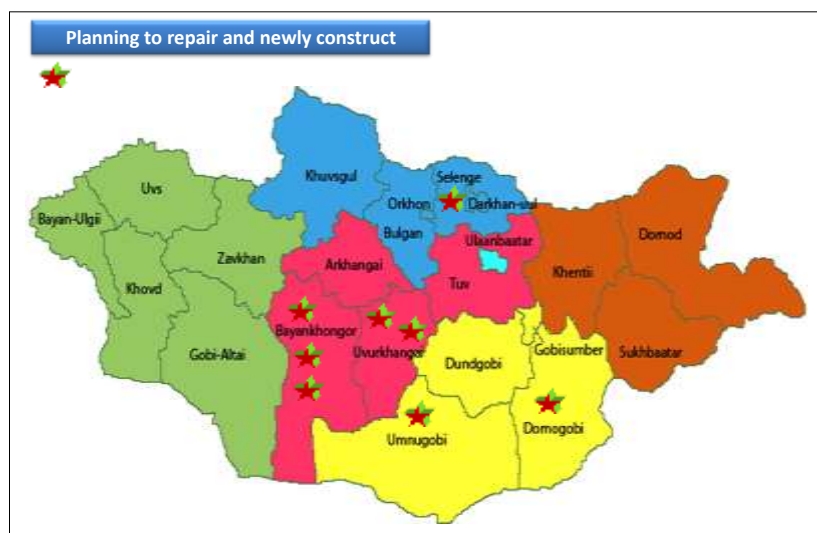 Planning to repair and newly construct
Khuvsgul
Selenge
Uvs
Orkhon
Darkhan-uul
Bayan-Ulgii
Bulgan
Ulaanbaatar
Dornod
Zavkhan
Arkhangai
Khentii
Khovd
Tuv
Bayankhongor
Uvurkhangai
Gobi-Altai
Dundgobi
Gobisumber
Sukhbaatar
Umnugobi
Dornogobi